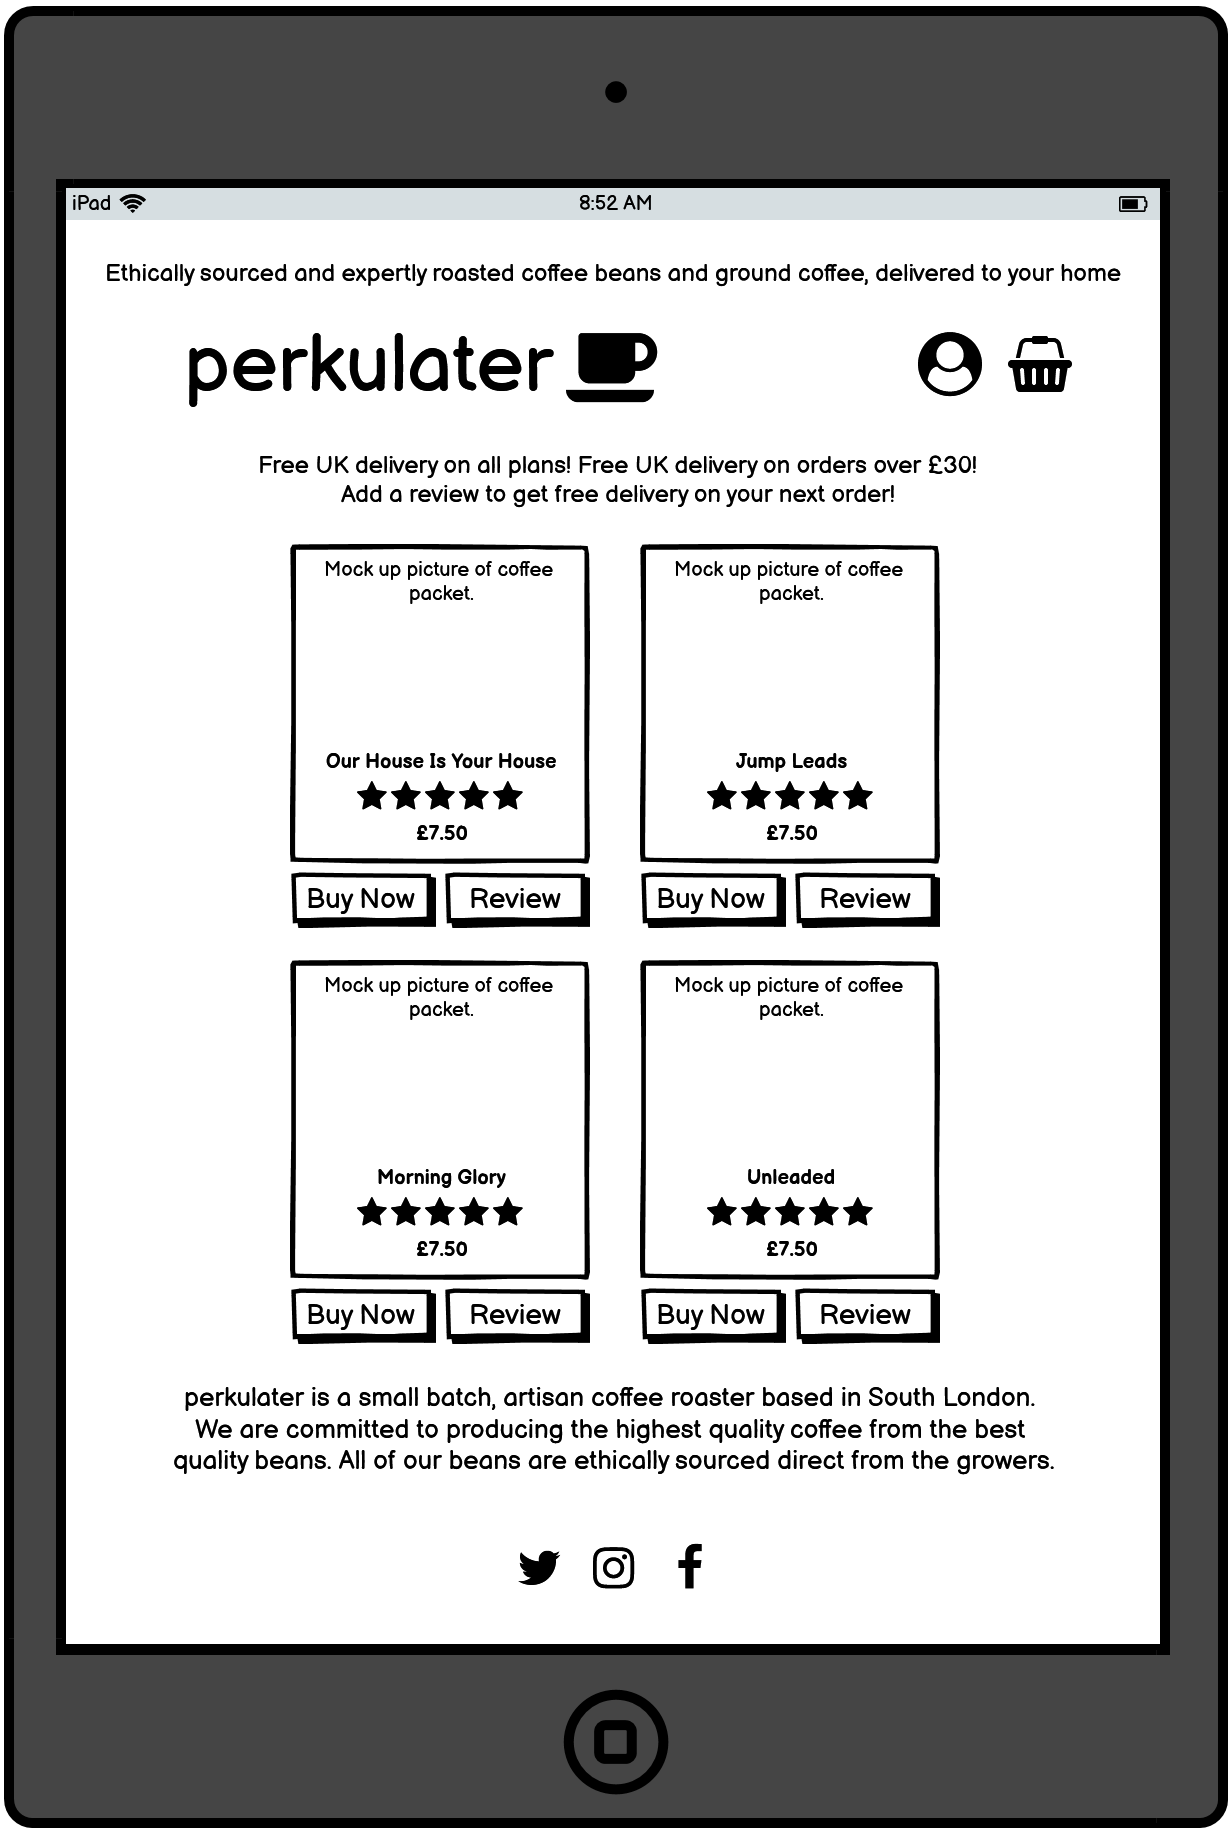 iPad 8:52 AM
Ethically sourced and expertly roasted coffee beans and ground coffee, delivered to your home
perkulater
Free UK delivery on all plans! Free UK delivery on orders over £30!
Add a review to get free delivery on your next order!
Mock up picture of coffee
packet.
Our House Is Your House
£7.50
Buy Now Review
Mock up picture of coffee
packet.
Jump Leads
£7.50
Buy Now Review
Mock up picture of coffee
packet.
Morning Glory
£7.50
Buy Now Review
Mock up picture of coffee
packet.
Unleaded
£7.50
Buy Now Review
perkulater is a small batch, artisan coffee roaster based in South London.
We are committed to producing the highest quality coffee from the best
quality beans. All of our beans are ethically sourced direct from the growers.